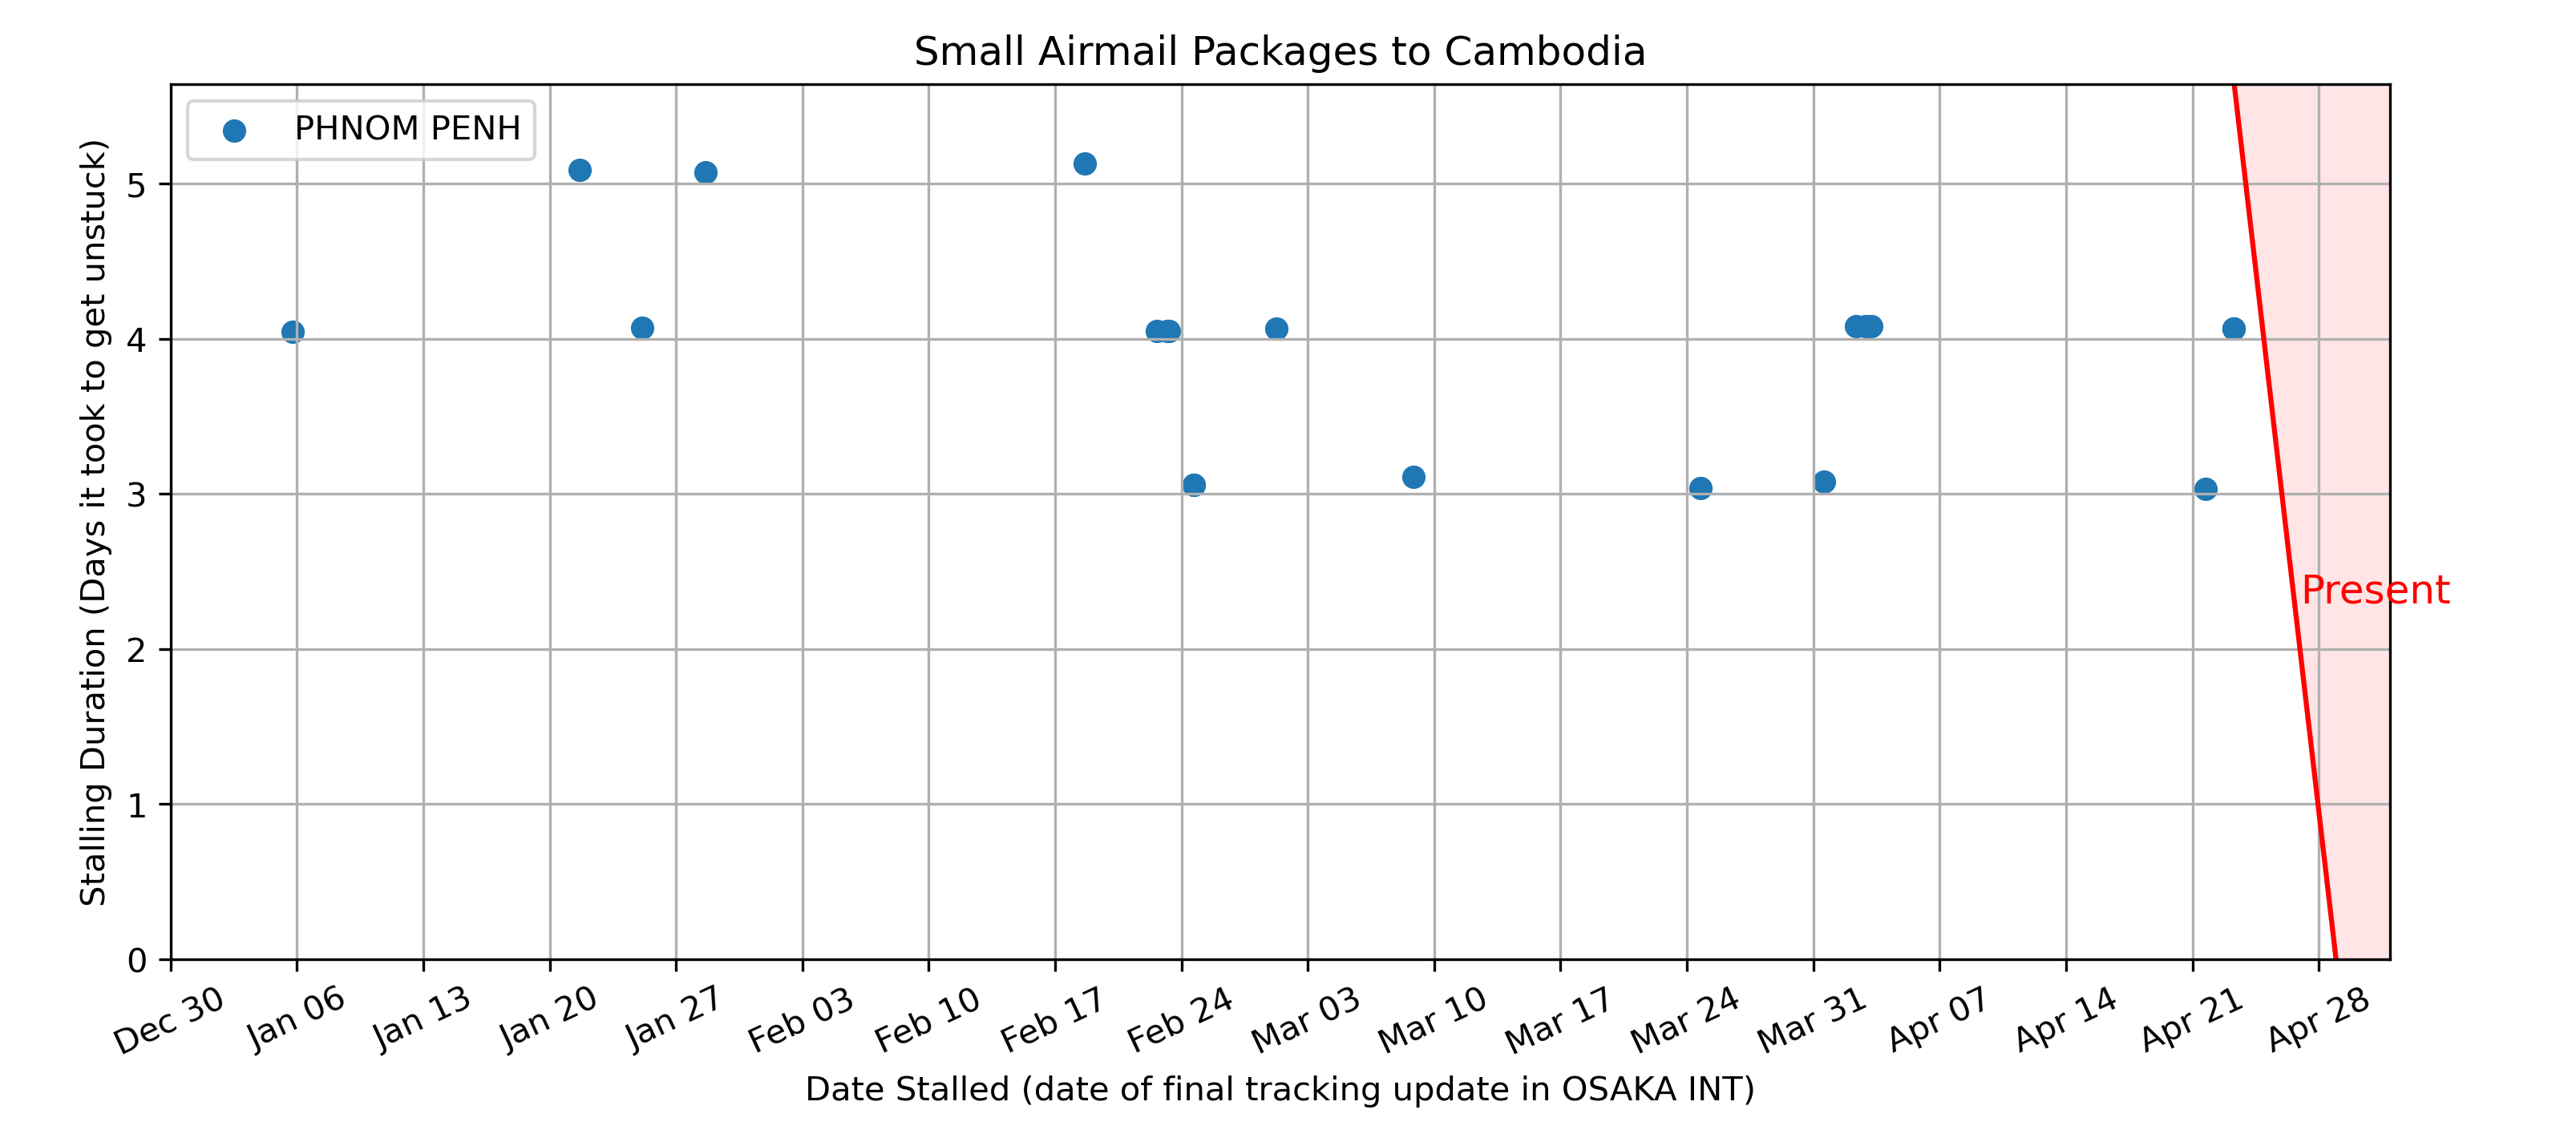 Small Airmail Packages to Cambodia
PHNOM PENH
Stalling Duration (Days it took to get unstuck)
5
4
3
2
1
0
Present
Dec 30
Jan 06
Jan 13
Jan 20
Jan 27
Feb 03
Feb 10
Feb 17
Feb 24
Mar 03
Mar 10
Mar 17
Mar 24
Mar 31
Apr 07
Apr 14
Apr 21
Apr 28
Date Stalled (date of final tracking update in OSAKA INT)